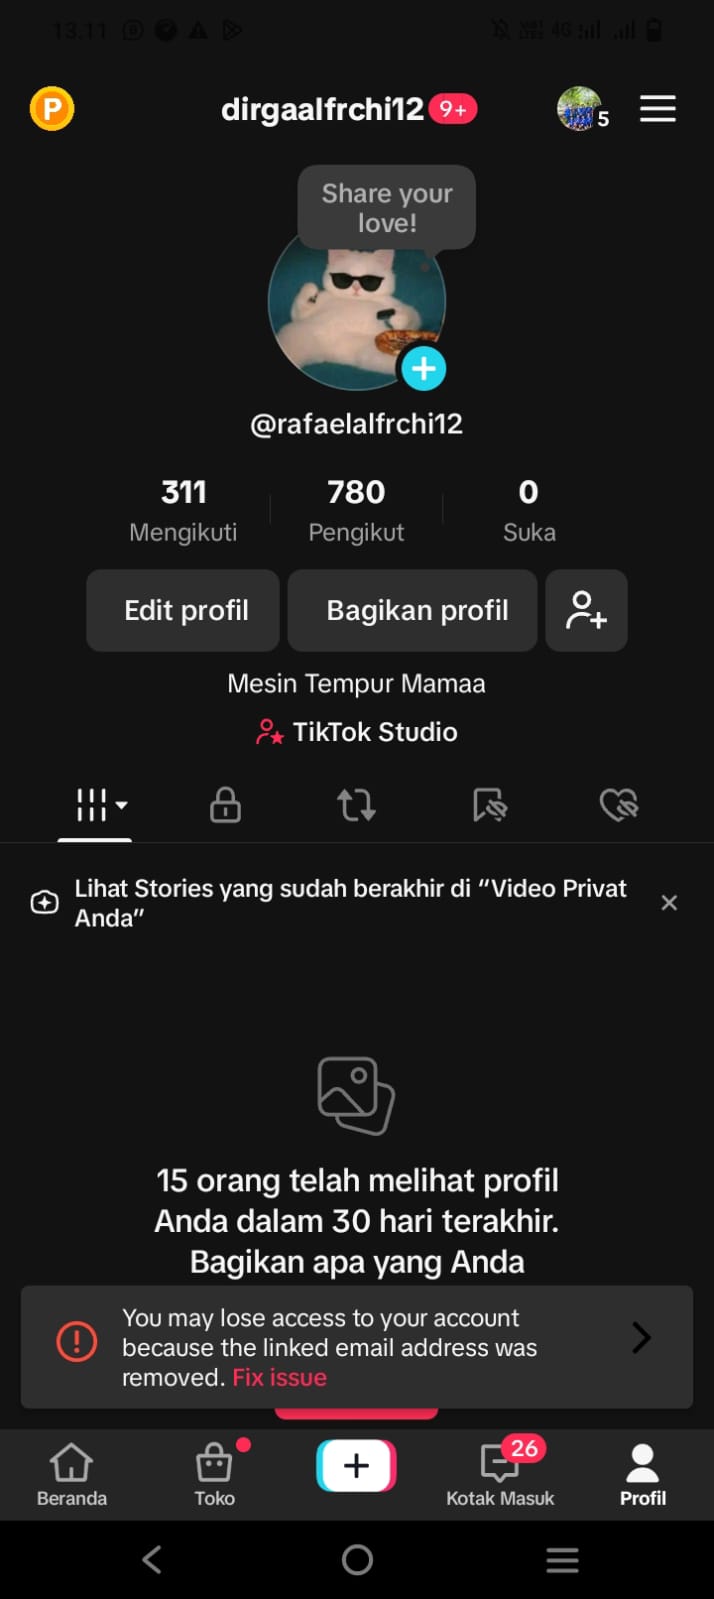 13.11
4G
P
dirgaalfrchi12 9+
5
Share your
love!
@rafaelalfrchi12
311 780 0
Mengikuti Pengikut Suka
Edit profil Bagikan profil
Mesin Tempur Mamaa
TikTok Studio
Lihat Stories yang sudah berakhir di “Video Privat
Anda”
15 orang telah melihat profil
Anda dalam 30 hari terakhir.
Bagikan apa yang Anda
You may lose access to your account
because the linked email address was
removed. Fix issue
26
Beranda Toko Kotak Masuk Profil